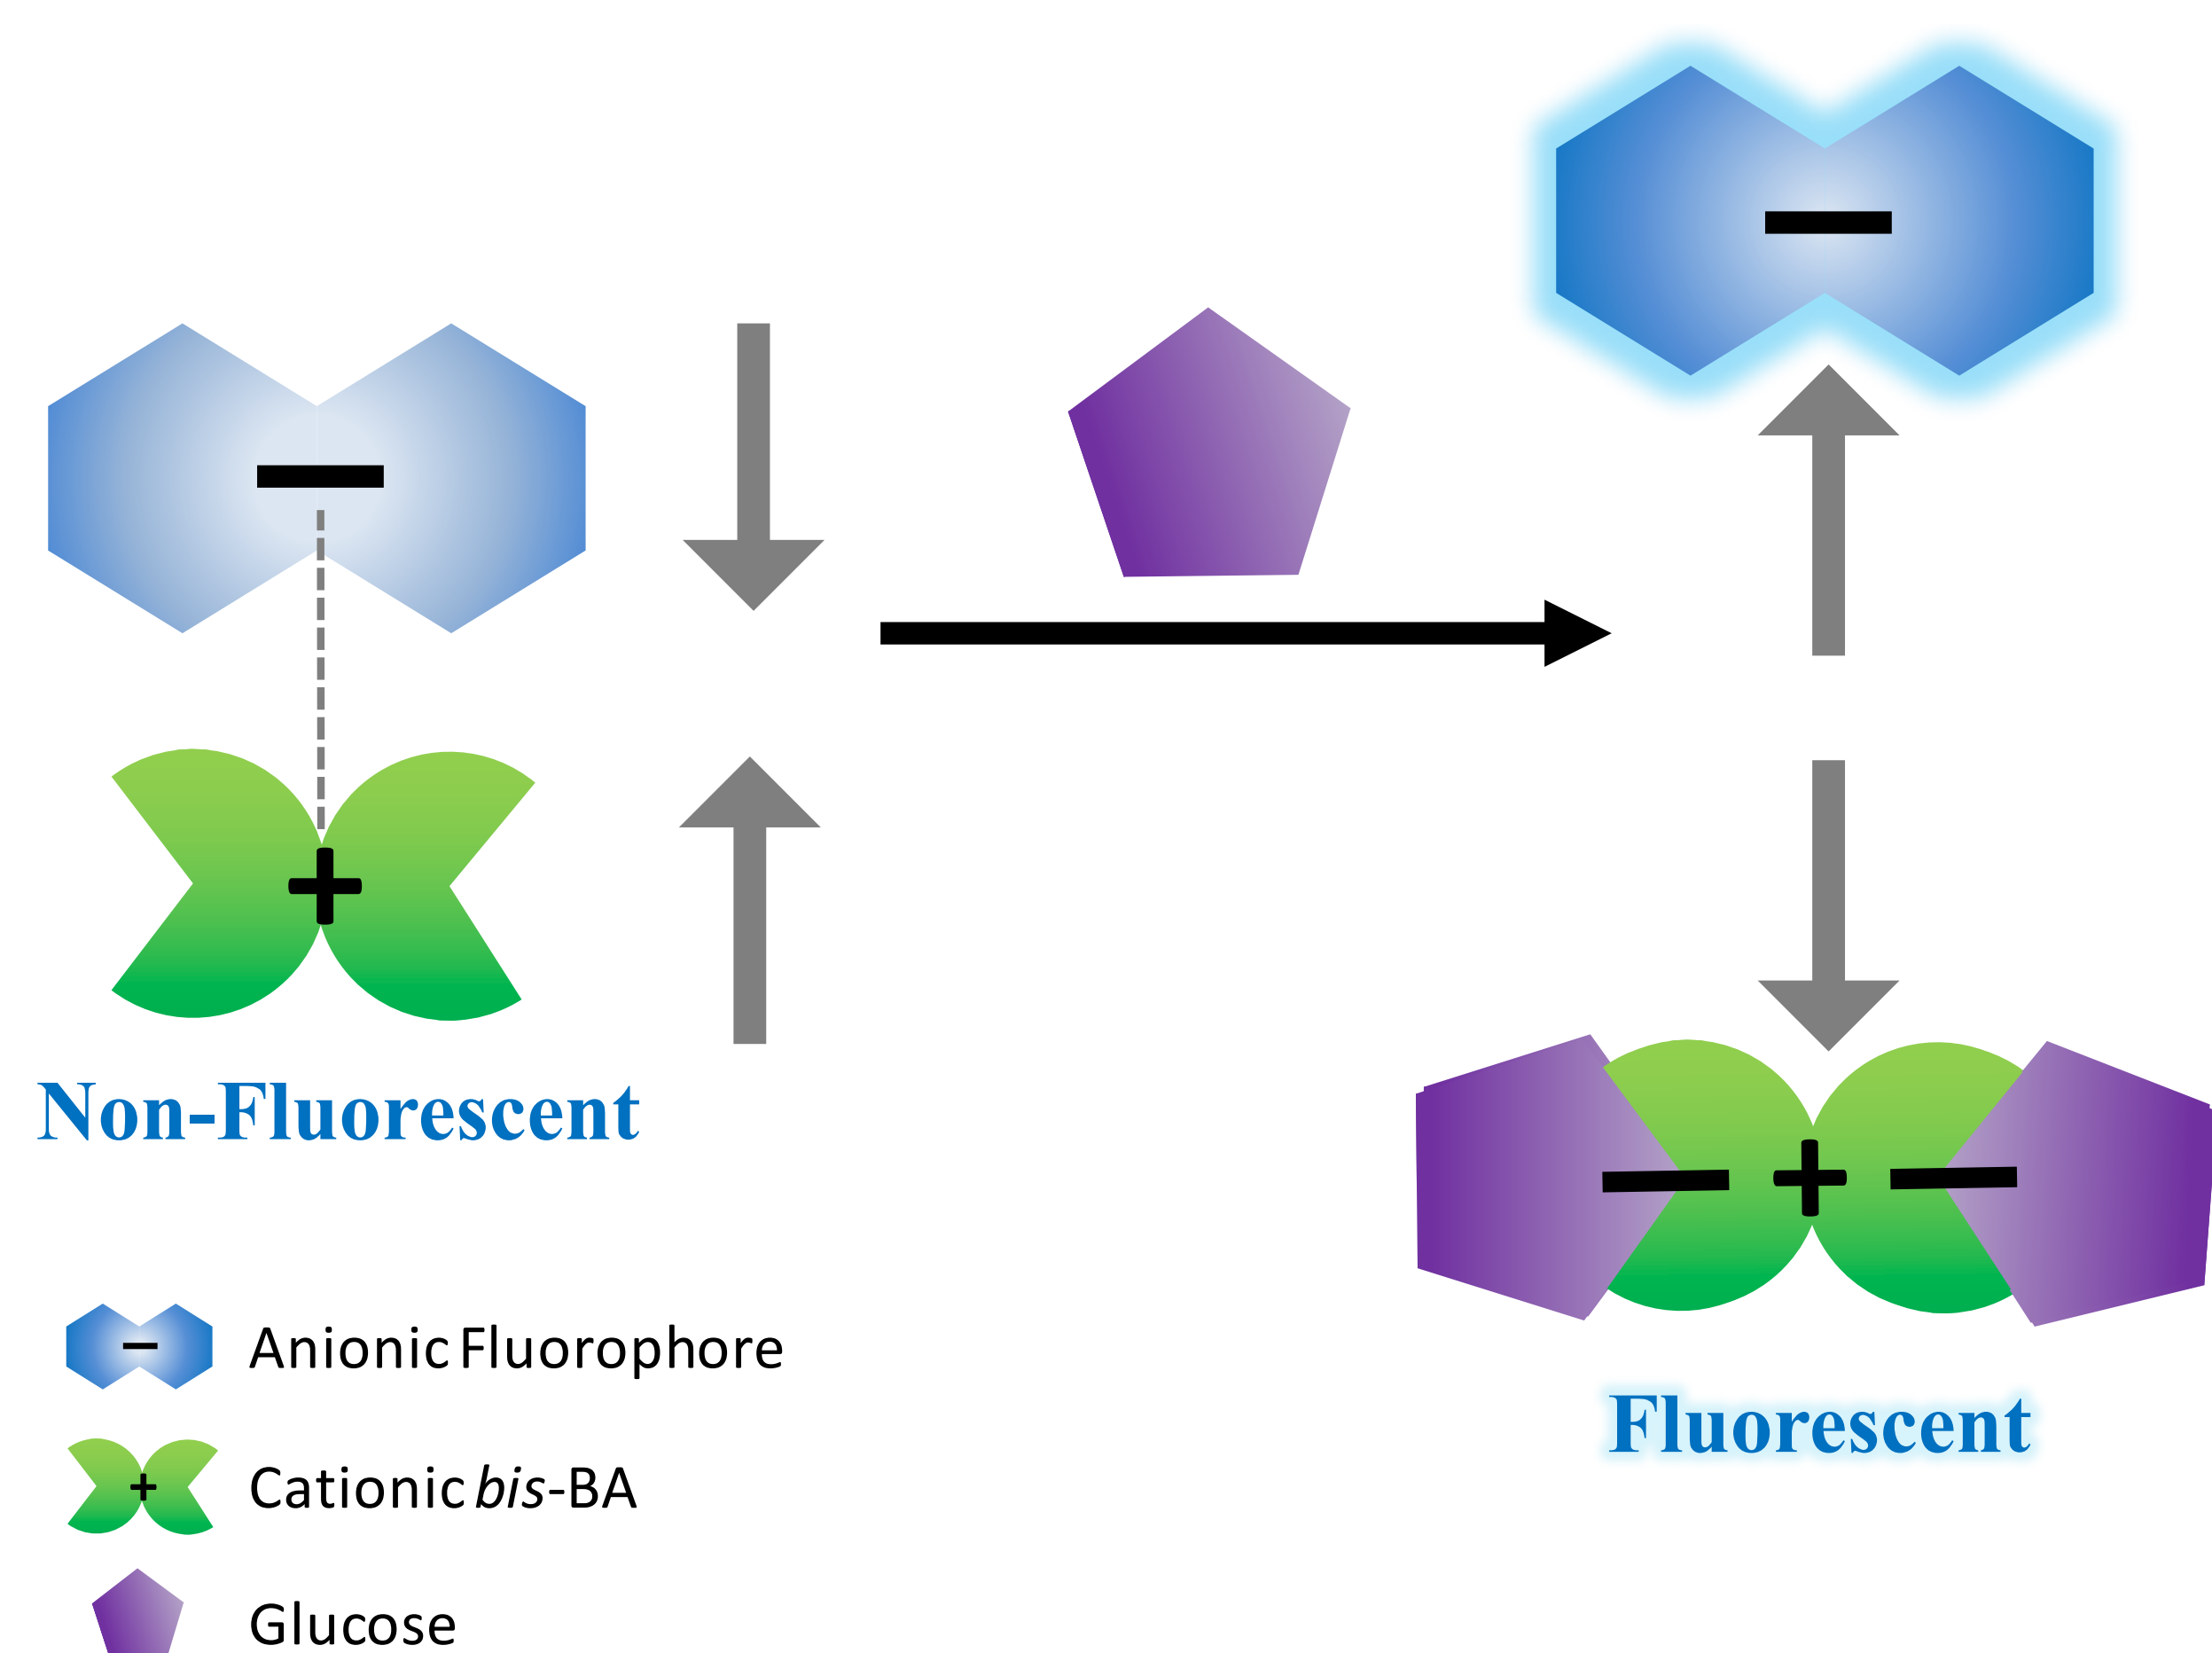 Non-Fluorescent
Fluorescent
Anionic Fluorophore
Cationic bis-BA
Glucose